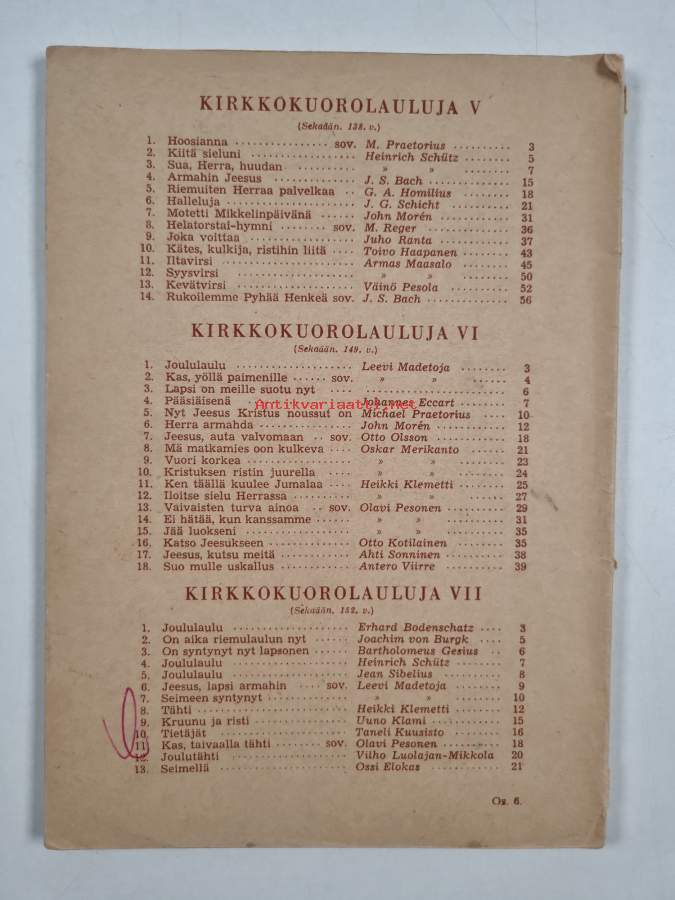 KIRKKOKUOROLAULUJA V
(Sekaään. 138. v.)
1. Hoosianna ................ sov. M. Praetorius ......... 3
2. Kiitä sieluni .................... Heinrich Schütz ......... 5
3. Sua, Herra, huudan ............ » » ........ 7
4. Armahin Jeesus ................ J. S. Bach .............. 15
5. Riemuiten Herraa palvelkaa .. G. A. Homilius ......... 18
6. Halleluja ...................... J. G. Schicht ........... 21
7. Motetti Mikkelinpäivänä ...... John Morén ............ 31
8. Helatorstai-hymni ........ sov. M. Reger ............... 36
9. Joka voittaa .................. Juho Ranta ............. 37
10. Kätes, kulkija, ristihin liitä .... Toivo Haapanen ......... 43
11. Iltavirsi ........................ Armas Maasalo ......... 45
12. Syysvirsi ...................... » » ........ 50
13. Kevätvirsi .................... Väinö Pesola ........... 52
14. Rukoilemme Pyhää Henkeä sov. J. S. Bach .............. 56
KIRKKOKUOROLAULUJA VI
(Sekaään. 149. v.)
1. Joululaulu .................... Leevi Madetoja ......... 3
2. Kas, yöllä paimenille ...... sov. » » ........ 4
3. Lapsi on meille suotu nyt .... ........................ 6
4. Pääsiäisenä .................. Johannes Eccart ....... 7
5. Nyt Jeesus Kristus noussut on Michael Praetorius .... 10
6. Herra armahda ................ John Morén ............ 12
7. Jeesus, auta valvomaan .. sov. Otto Olsson ............ 18
8. Mä matkamies oon kulkeva .... Oskar Merikanto ....... 21
9. Vuori korkea .................. » » ....... 23
10. Kristuksen ristin juurella .... » » ....... 24
11. Ken täällä kuulee Jumalaa .... Heikki Klemetti ........ 25
12. Iloitse sielu Herrassa .......... » » ....... 27
13. Vaivaisten turva ainoa .. sov. Olavi Pesonen .......... 29
14. Ei hätää, kun kanssamme ...... » » ........ 31
15. Jää luokseni .................. » » ........ 35
16. Katso Jeesukseen .............. Otto Kotilainen ........ 35
17. Jeesus, kutsu meitä ............ Ahti Sonninen .......... 38
18. Suo mulle uskallus ............ Antero Viirre .......... 39
KIRKKOKUOROLAULUJA VII
(Sekaään. 152. v.)
1. Joululaulu .................... Erhard Bodenschatz .... 3
2. On aika riemulaulun nyt ...... Joachim von Burgk .... 5
3. On syntynyt nyt lapsonen ...... Bartholomeus Gesius .. 6
4. Joululaulu .................... Heinrich Schütz ........ 7
5. Joululaulu .................... Jean Sibelius .......... 8
6. Jeesus, lapsi armahin .... sov. Leevi Madetoja ........ 9
7. Seimeen syntynyt .............. » » ........ 10
8. Tähti .......................... Heikki Klemetti ........ 12
9. Kruunu ja risti ................ Uuno Klami ............ 15
10. Tietäjät ........................ Taneli Kuusisto ........ 16
11. Kas, taivaalla tähti ........ sov. Olavi Pesonen .......... 18
12. Joulutähti ...................... Vilho Luolajan-Mikkola 20
13. Seimellä ...................... Ossi Elokas ............ 21
Os. 6.
Antikvariaatti.net